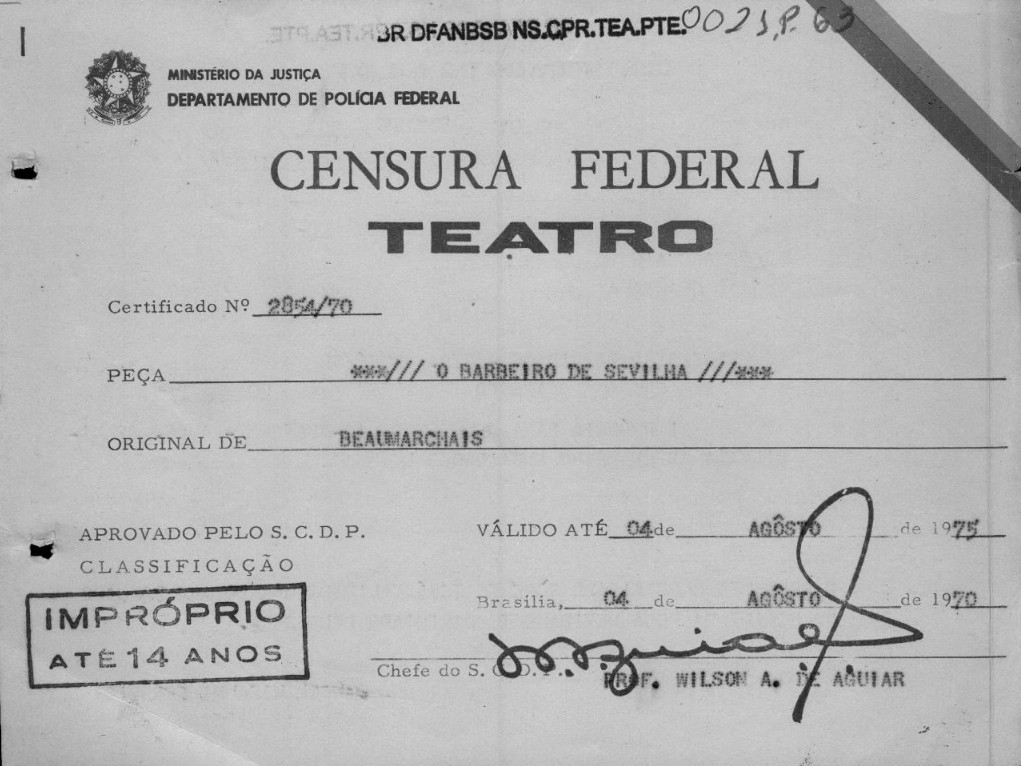 BR DFANBSB NS.CPR.TEA.PTE.0021, P. 63
MINISTÉRIO DA JUSTIÇA
DEPARTAMENTO DE POLÍCIA FEDERAL
CENSURA FEDERAL
TEATRO
Certificado Nº 2854/70
PEÇA ***/// O BARBEIRO DE SEVILHA ///***
ORIGINAL DE BEAUMARCHAIS
APROVADO PELO S. C. D. P.
CLASSIFICAÇÃO
IMPRÓPRIO
ATÉ 14 ANOS
VÁLIDO ATÉ 04 de AGÔSTO de 1975
Brasília, 04 de AGÔSTO de 1970
Chefe do S. C. D. P.
PROF. WILSON A. DE AGUIAR